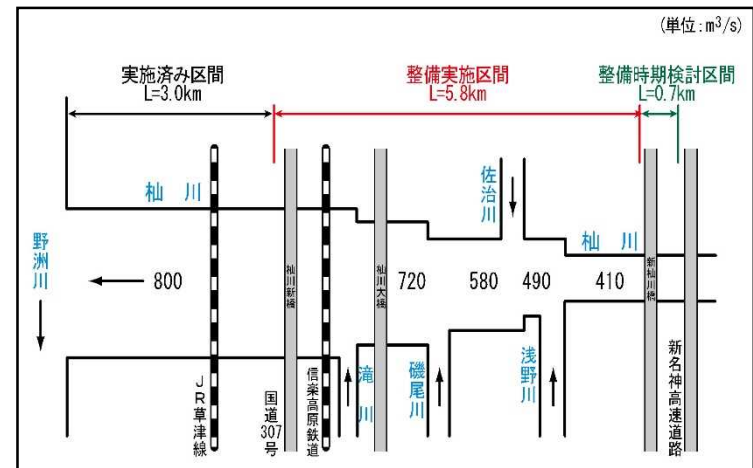 (単位:m³/s)
実施済み区間
L=3.0km
整備実施区間
L=5.8km
整備時期検討区間
L=0.7km
杣 川
佐治川
杣 川
野洲川
800
杣川新橋
杣川大橋
720
580
490
410
新杣川橋
JR草津線
国道307号
信楽高原鉄道
滝川
磯尾川
浅野川
新名神高速道路